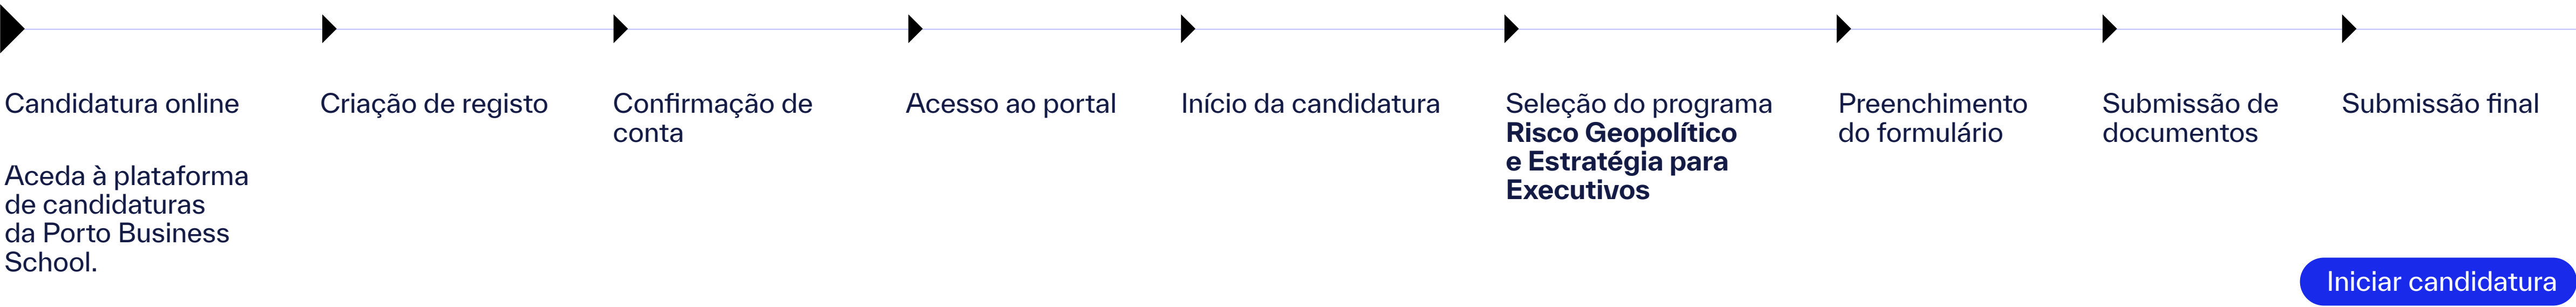 Candidatura online
Aceda à plataforma
de candidaturas
da Porto Business
School.
Criação de registo
Confirmação de
conta
Acesso ao portal
Início da candidatura
Seleção do programa
Risco Geopolítico
e Estratégia para
Executivos
Preenchimento
do formulário
Submissão de
documentos
Submissão final
Iniciar candidatura